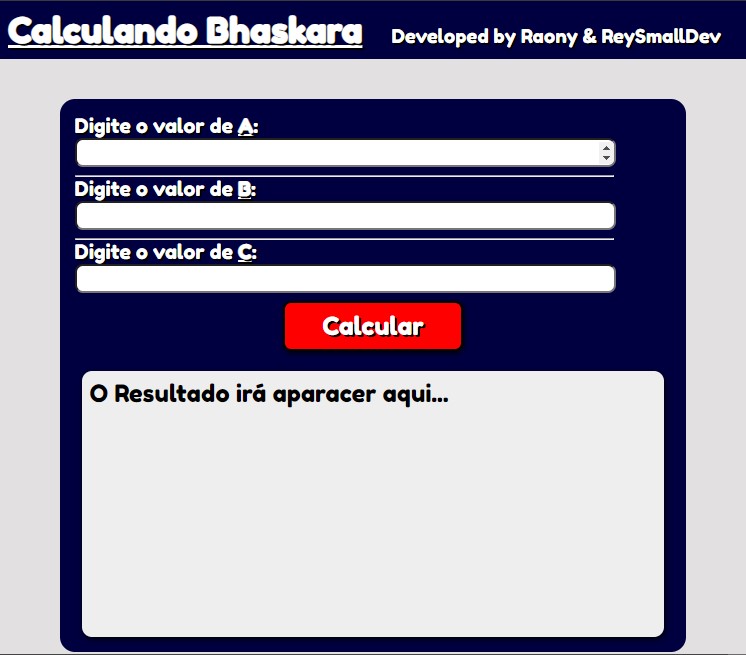 Calculando Bhaskara Developed by Raony & ReySmallDev
Digite o valor de A:
Digite o valor de B:
Digite o valor de C:
Calcular
O Resultado irá aparacer aqui...